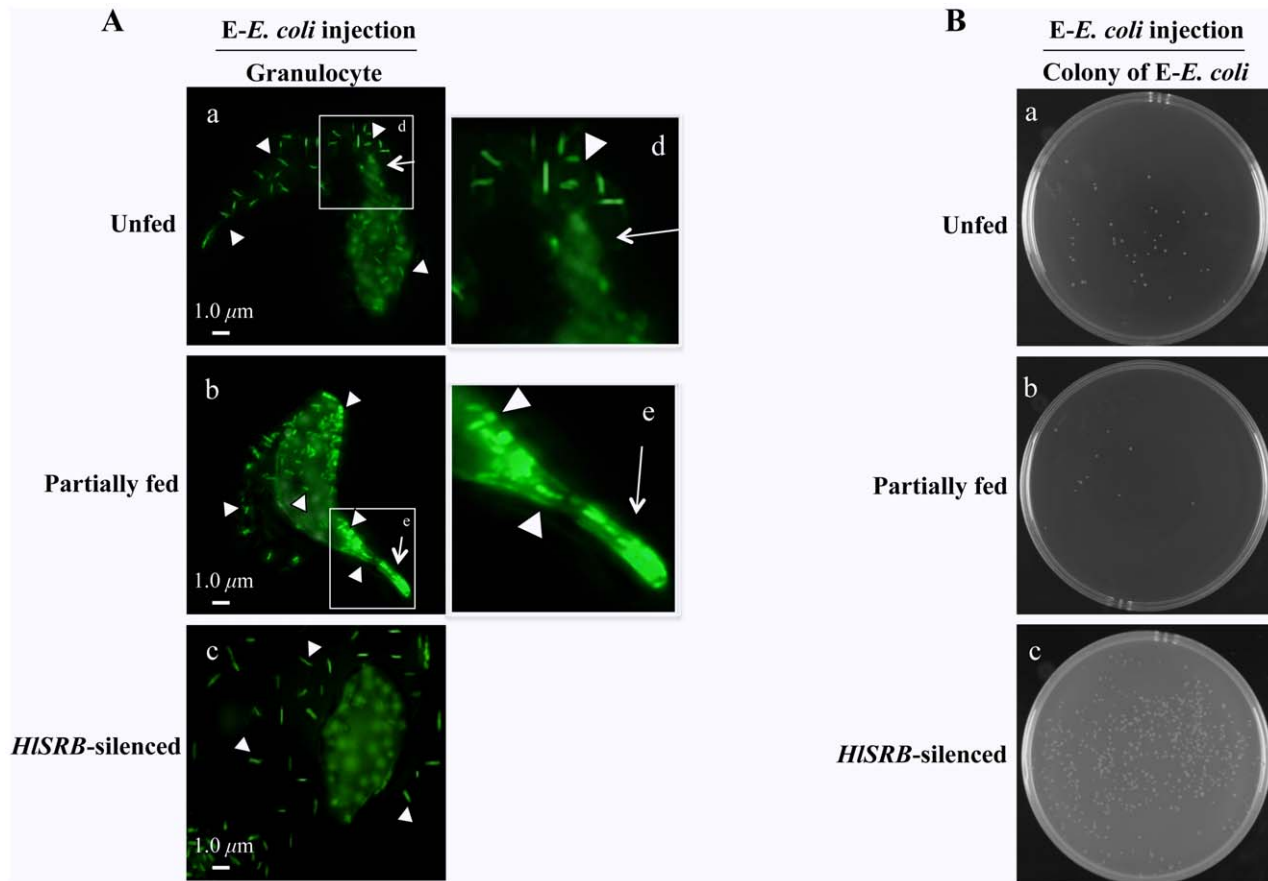 A
E-E. coli injection
Granulocyte
a
d
1.0 μm
Unfed
d
b
e
1.0 μm
Partially fed
e
c
1.0 μm
HlSRB-silenced
B
E-E. coli injection
Colony of E-E. coli
a
Unfed
b
Partially fed
c
HlSRB-silenced